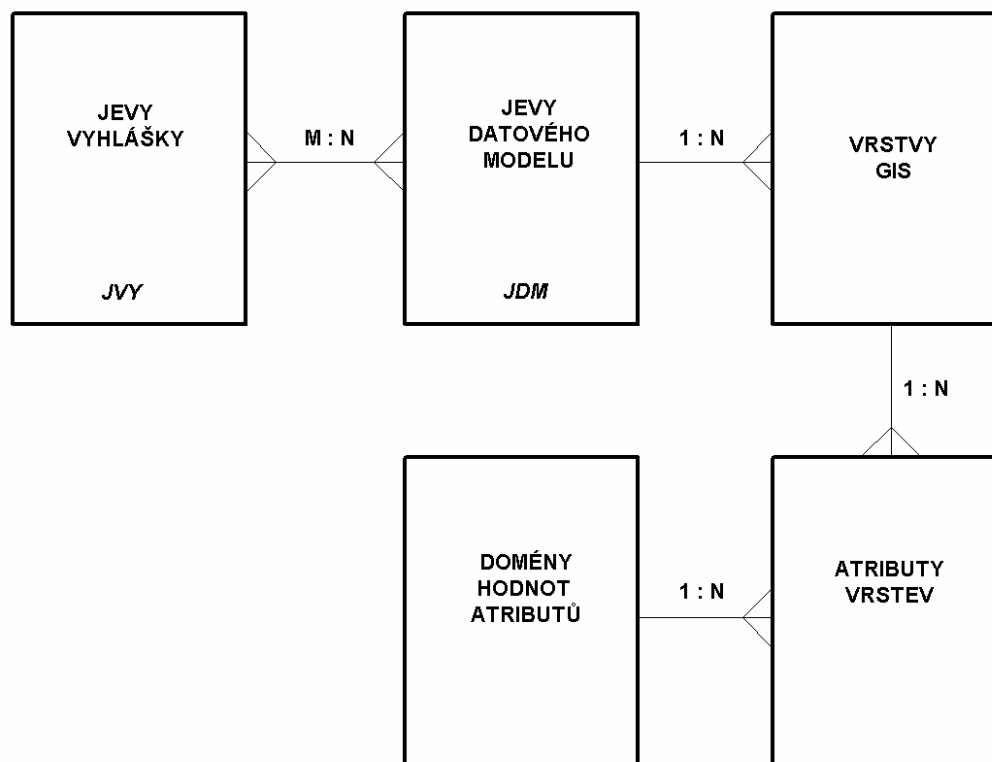 JEVY
VYHLÁŠKY
JVY
M : N
JEVY
DATOVÉHO
MODELU
JDM
1 : N
VRSTVY
GIS
1 : N
DOMÉNY
HODNOT
ATRIBUTŮ
1 : N
ATRIBUTY
VRSTEV